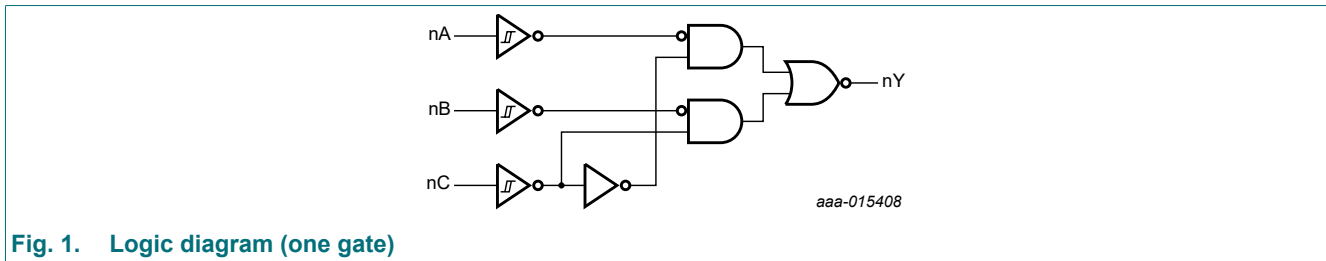 nA
nY
nB
nC
aaa-015408
Fig. 1. Logic diagram (one gate)